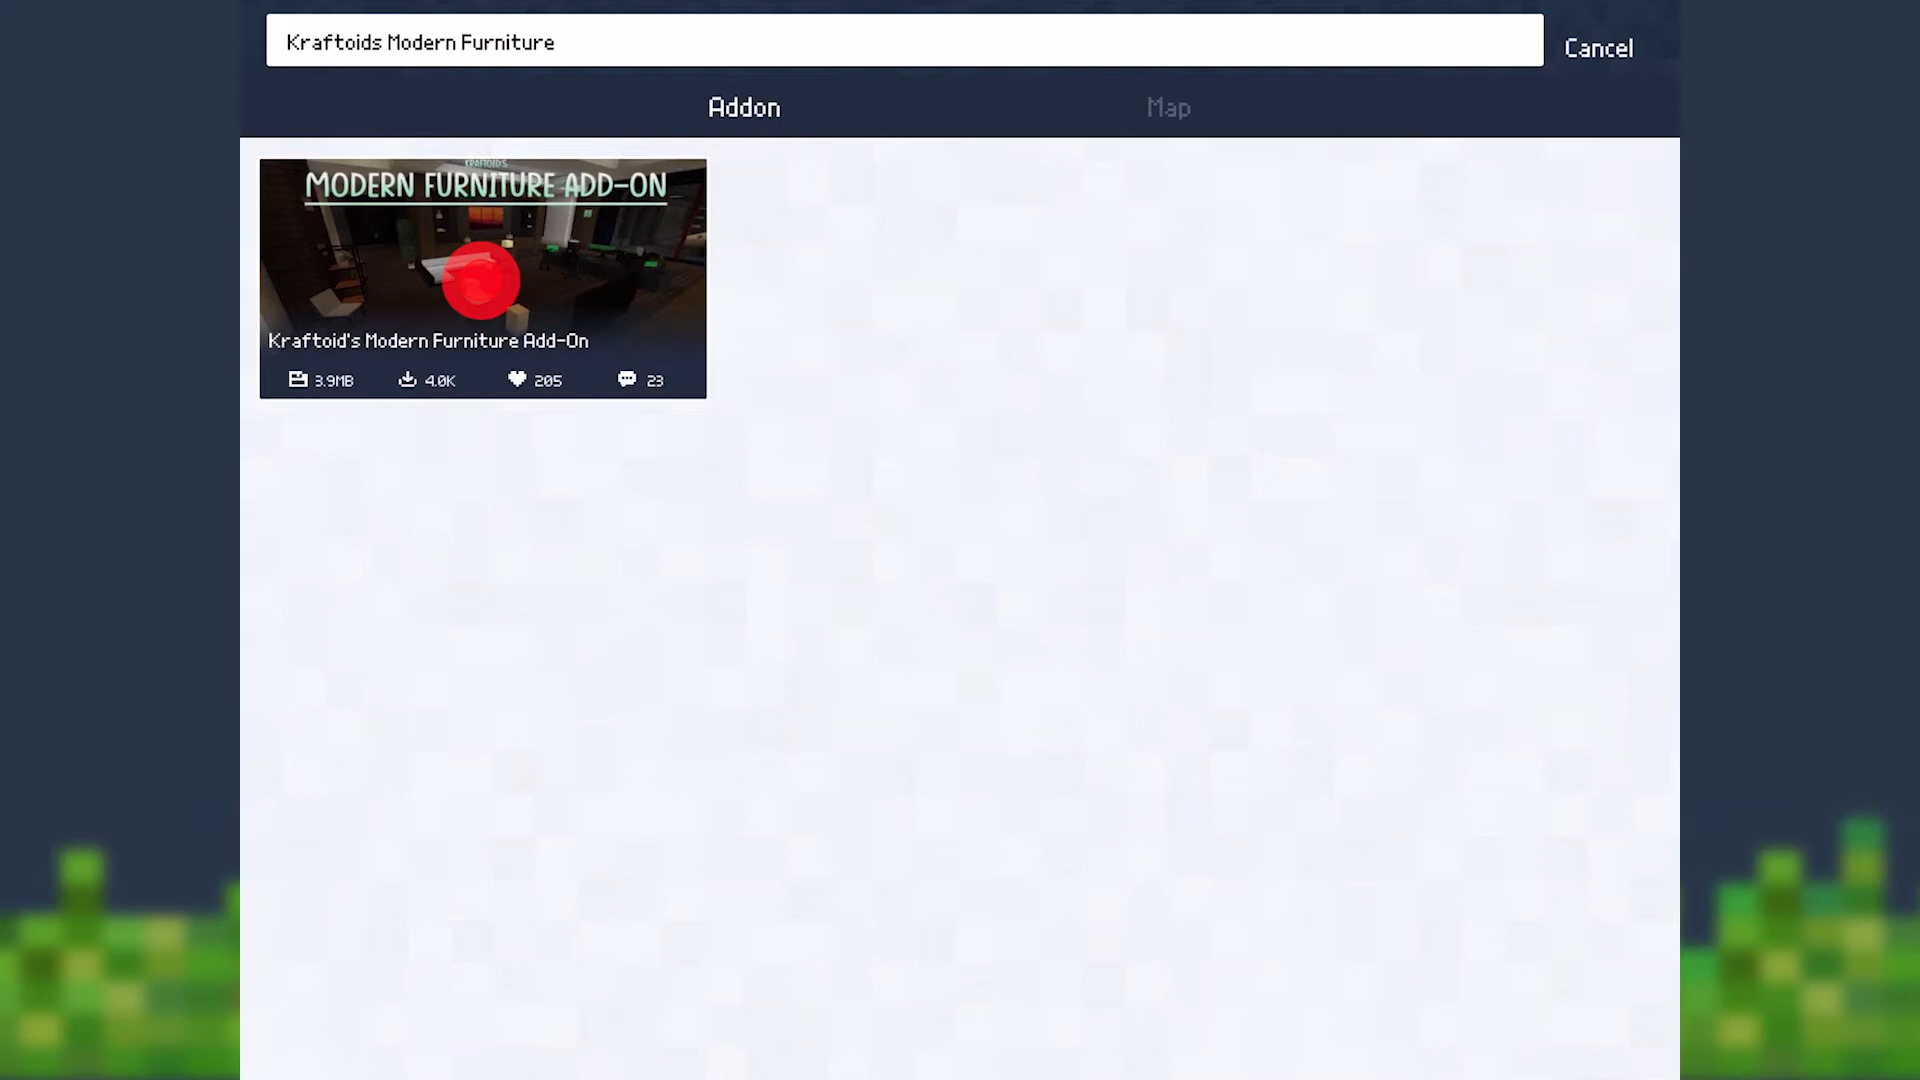 Kraftoids Modern Furniture
Cancel
Addon
Map
KRAFTOID'S
MODERN FURNITURE ADD-ON
Kraftoid's Modern Furniture Add-On
3.9MB
4.0K
205
23